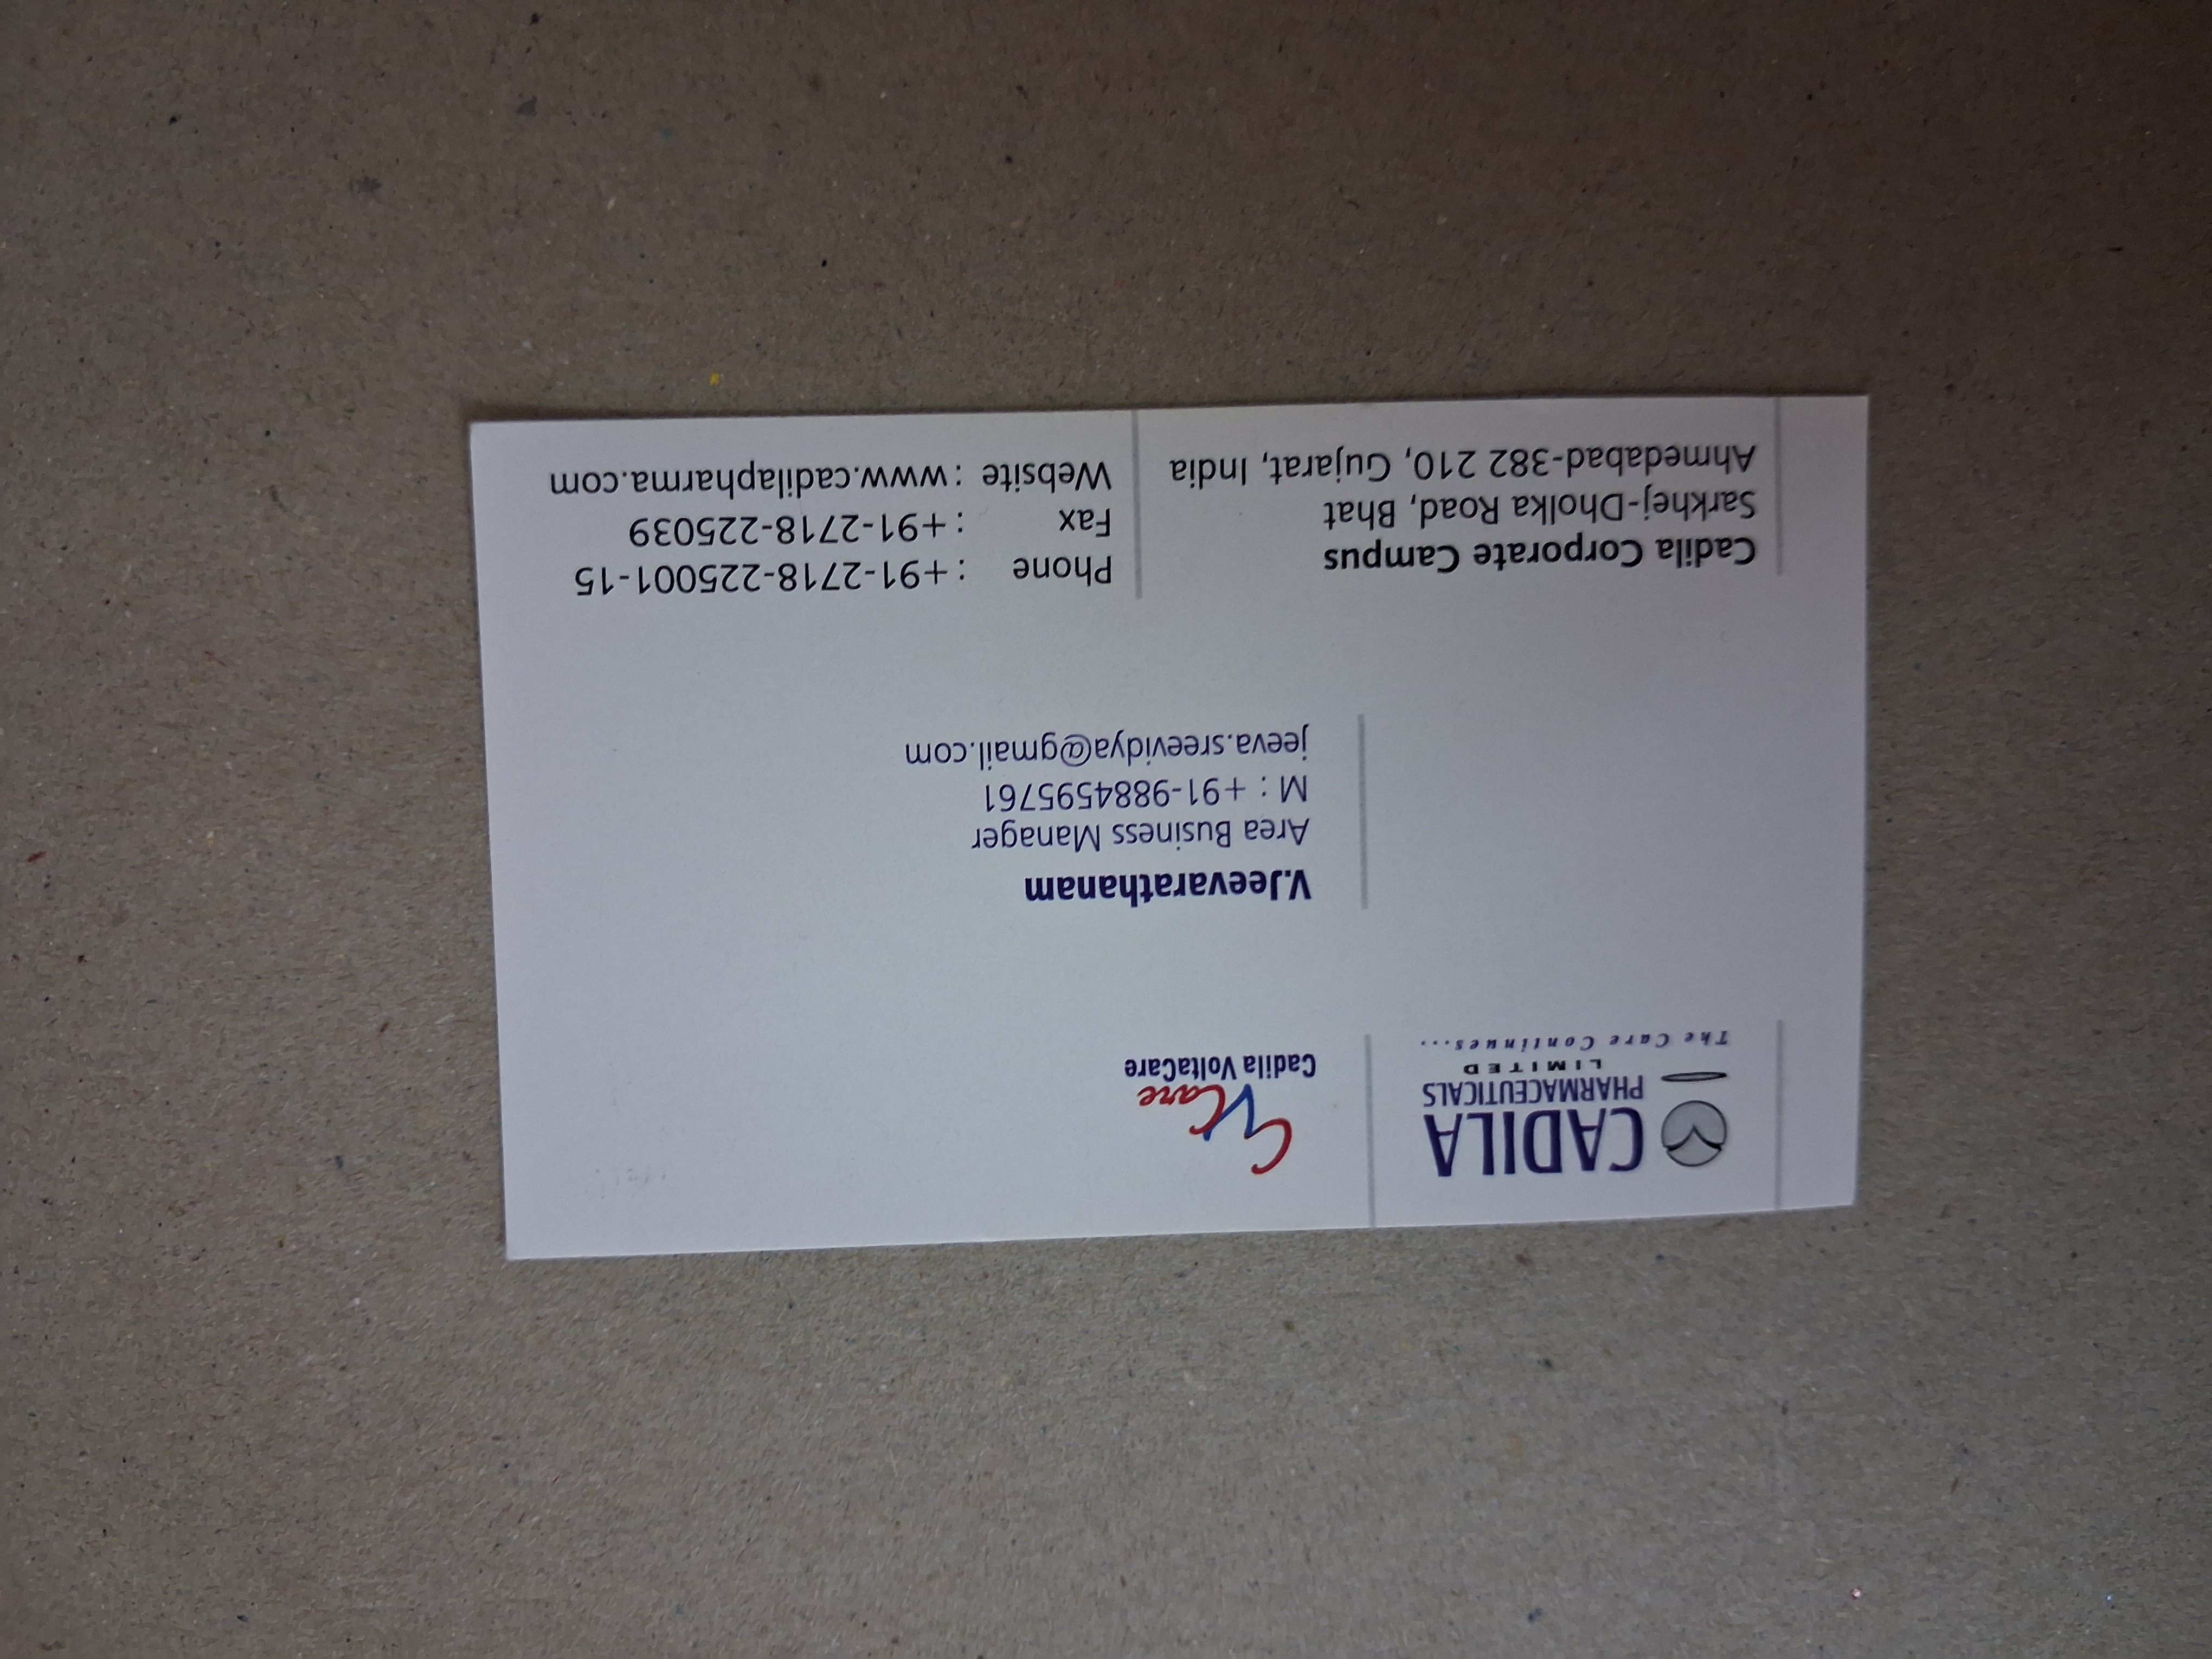 CADILA
PHARMACEUTICALS
LIMITED
The Care Continues...
Care
Cadila VoltaCare
V.Jeevarathanam
Area Business Manager
M : +91-9884595761
jeeva.sreevidya@gmail.com
Cadila Corporate Campus
Sarkhej-Dholka Road, Bhat
Ahmedabad-382 210, Gujarat, India
Phone : +91-2718-225001-15
Fax : +91-2718-225039
Website : www.cadilapharma.com